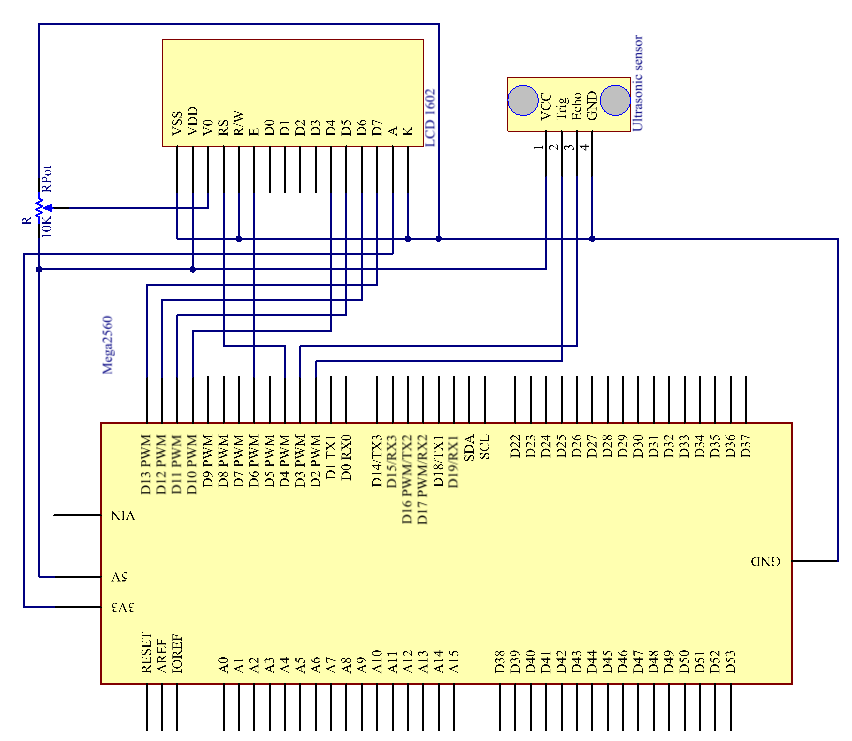 LCD 1602
VSS
VDD
V0
RS
R/W
E
D0
D1
D2
D3
D4
D5
D6
D7
A
K
Ultrasonic sensor
VCC
Trig
Echo
GND
1
2
3
4
RPot
R
10K
Mega2560
D13 PWM
D12 PWM
D11 PWM
D10 PWM
D9 PWM
D8 PWM
D7 PWM
D6 PWM
D5 PWM
D4 PWM
D3 PWM
D2 PWM
D1 TX1
D0 RX0
D14/TX3
D15/RX3
D16 PWM/TX2
D17 PWM/RX2
D18/TX1
D19/RX1
SDA
SCL
D22
D23
D24
D25
D26
D27
D28
D29
D30
D31
D32
D33
D34
D35
D36
D37
VIN
5V
3V3
GND
RESET
AREF
IOREF
A0
A1
A2
A3
A4
A5
A6
A7
A8
A9
A10
A11
A12
A13
A14
A15
D38
D39
D40
D41
D42
D43
D44
D45
D46
D47
D48
D49
D50
D51
D52
D53